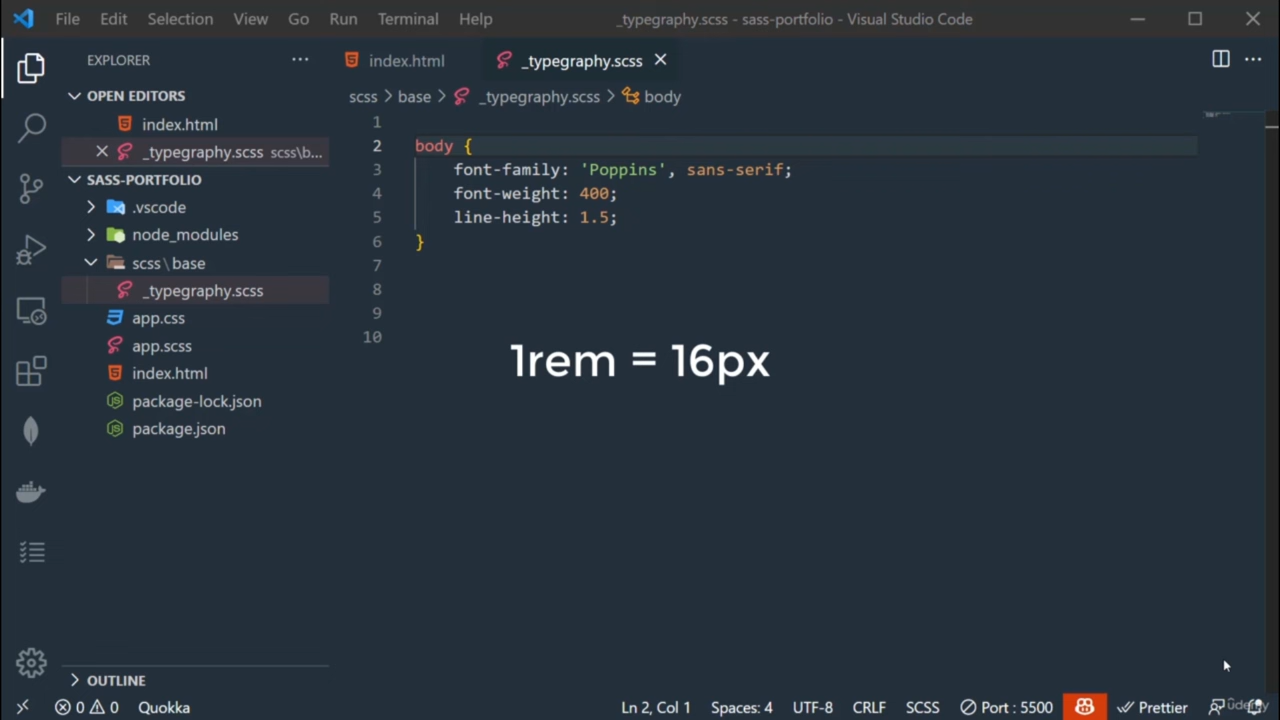 File Edit Selection View Go Run Terminal Help _typegraphy.scss - sass-portfolio - Visual Studio Code
EXPLORER
OPEN EDITORS
index.html
_typegraphy.scss scss\b...
SASS-PORTFOLIO
.vscode
node_modules
scss\base
_typegraphy.scss
app.css
app.scss
index.html
package-lock.json
package.json
OUTLINE
index.html _typegraphy.scss
scss > base > _typegraphy.scss > body
1
2 body {
3 font-family: 'Poppins', sans-serif;
4 font-weight: 400;
5 line-height: 1.5;
6 }
7
8
9
10
1rem = 16px
0 0 Quokka Ln 2, Col 1 Spaces: 4 UTF-8 CRLF SCSS Port : 5500 Prettier
udemy